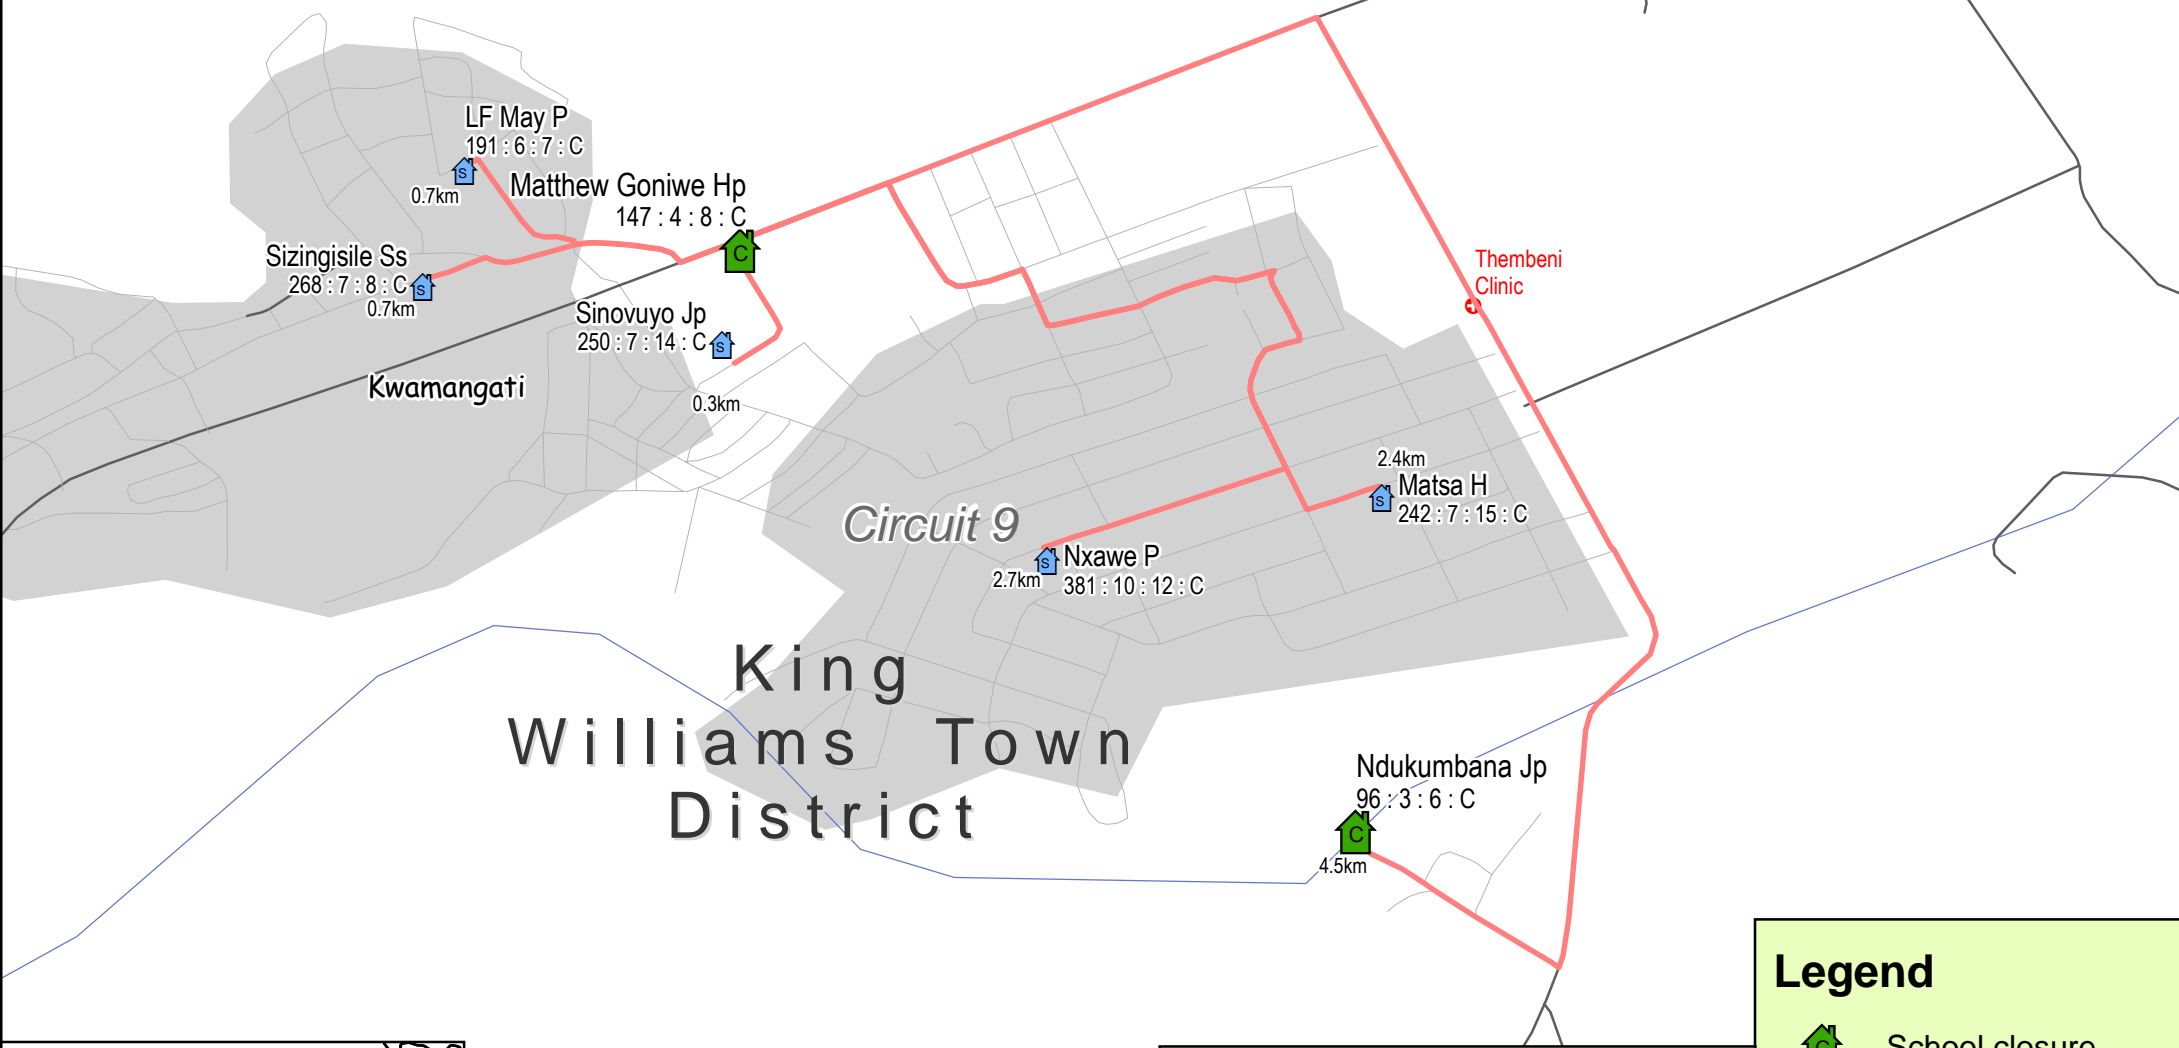 LF May P
191 : 6 : 7 : C
S
0.7km
Matthew Goniwe Hp
147 : 4 : 8 : C
C
Sizingisile Ss
268 : 7 : 8 : C
S
0.7km
Thembeni
Clinic
Sinovuyo Jp
250 : 7 : 14 : C
S
Kwamangati
0.3km
2.4km
S
Matsa H
242 : 7 : 15 : C
Circuit 9
S
Nxawe P
2.7km
381 : 10 : 12 : C
King
Williams Town
District
Ndukumbana Jp
96 : 3 : 6 : C
C
4.5km
Legend
C
School closure